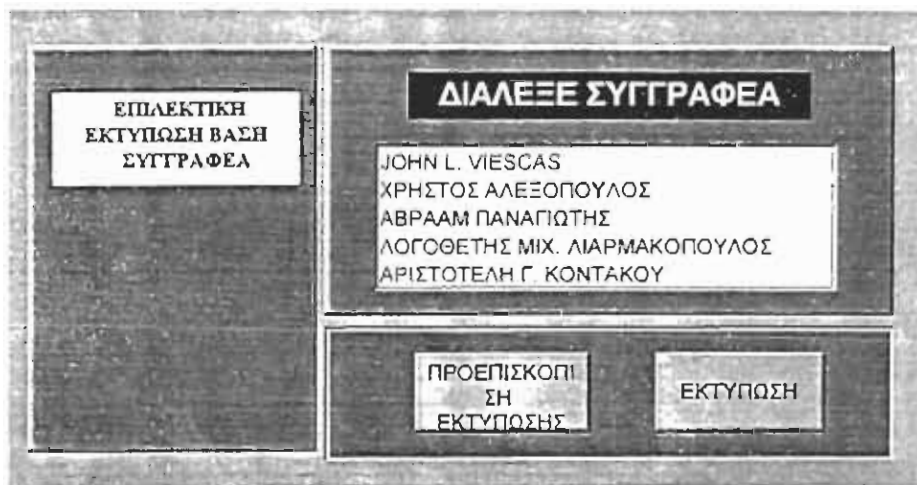 ΕΠΙΛΕΚΤΙΚΗ
ΕΚΤΥΠΩΣΗ ΒΑΣΗ
ΣΥΓΓΡΑΦΕΑ
ΔΙΑΛΕΞΕ ΣΥΓΓΡΑΦΕΑ
JOHN L. VIESCAS
ΧΡΗΣΤΟΣ ΑΛΕΞΟΠΟΥΛΟΣ
ΑΒΡΑΑΜ ΠΑΝΑΓΙΩΤΗΣ
ΛΟΓΟΘΕΤΗΣ ΜΙΧ. ΛΙΑΡΜΑΚΟΠΟΥΛΟΣ
ΑΡΙΣΤΟΤΕΛΗ Γ. ΚΟΝΤΑΚΟΥ
ΠΡΟΕΠΙΣΚΟΠΙ
ΣΗ
ΕΚΤΥΠΩΣΗΣ
ΕΚΤΥΠΩΣΗ